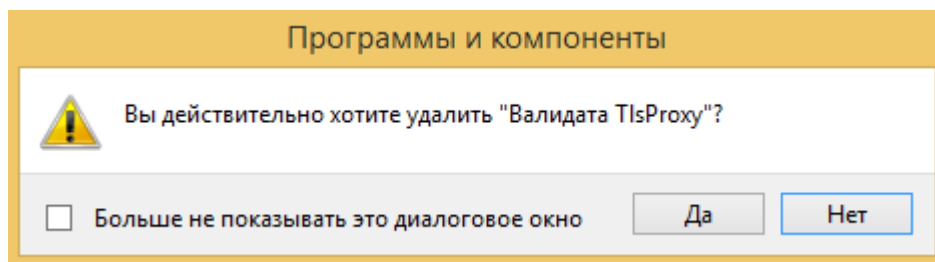 Программы и компоненты
Вы действительно хотите удалить "Валидата TlsProxy"?
Больше не показывать это диалоговое окно
Да
Нет